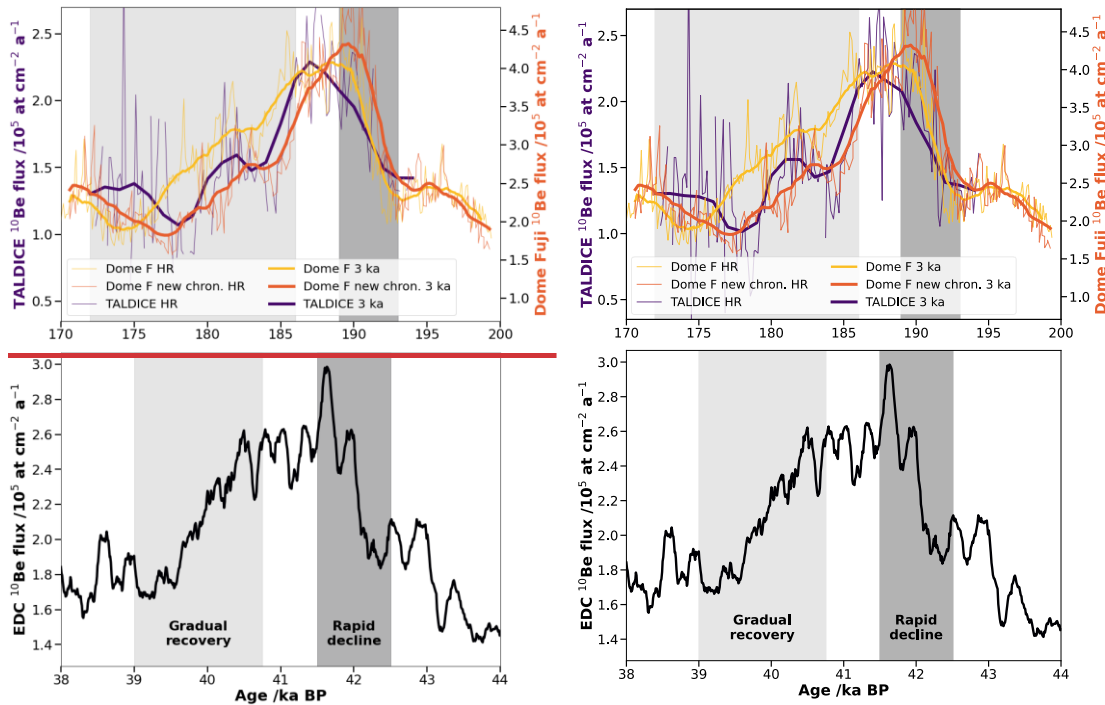 TALDICE ¹⁰Be flux /10⁵ at cm⁻² a⁻¹
2.5
2.0
1.5
1.0
0.5
4.5
4.0
3.5
3.0
2.5
2.0
1.5
1.0
Dome Fuji ¹⁰Be flux /10⁵ at cm⁻² a⁻¹
Dome F HR
Dome F new chron. HR
TALDICE HR
Dome F 3 ka
Dome F new chron. 3 ka
TALDICE 3 ka
170 175 180 185 190 195 200
TALDICE ¹⁰Be flux /10⁵ at cm⁻² a⁻¹
2.5
2.0
1.5
1.0
0.5
4.5
4.0
3.5
3.0
2.5
2.0
1.5
1.0
Dome Fuji ¹⁰Be flux /10⁵ at cm⁻² a⁻¹
Dome F HR
Dome F new chron. HR
TALDICE HR
Dome F 3 ka
Dome F new chron. 3 ka
TALDICE 3 ka
170 175 180 185 190 195 200
EDC ¹⁰Be flux /10⁵ at cm⁻² a⁻¹
3.0
2.8
2.6
2.4
2.2
2.0
1.8
1.6
1.4
Gradual
recovery
Rapid
decline
38 39 40 41 42 43 44
Age /ka BP
EDC ¹⁰Be flux /10⁵ at cm⁻² a⁻¹
3.0
2.8
2.6
2.4
2.2
2.0
1.8
1.6
1.4
Gradual
recovery
Rapid
decline
38 39 40 41 42 43 44
Age /ka BP